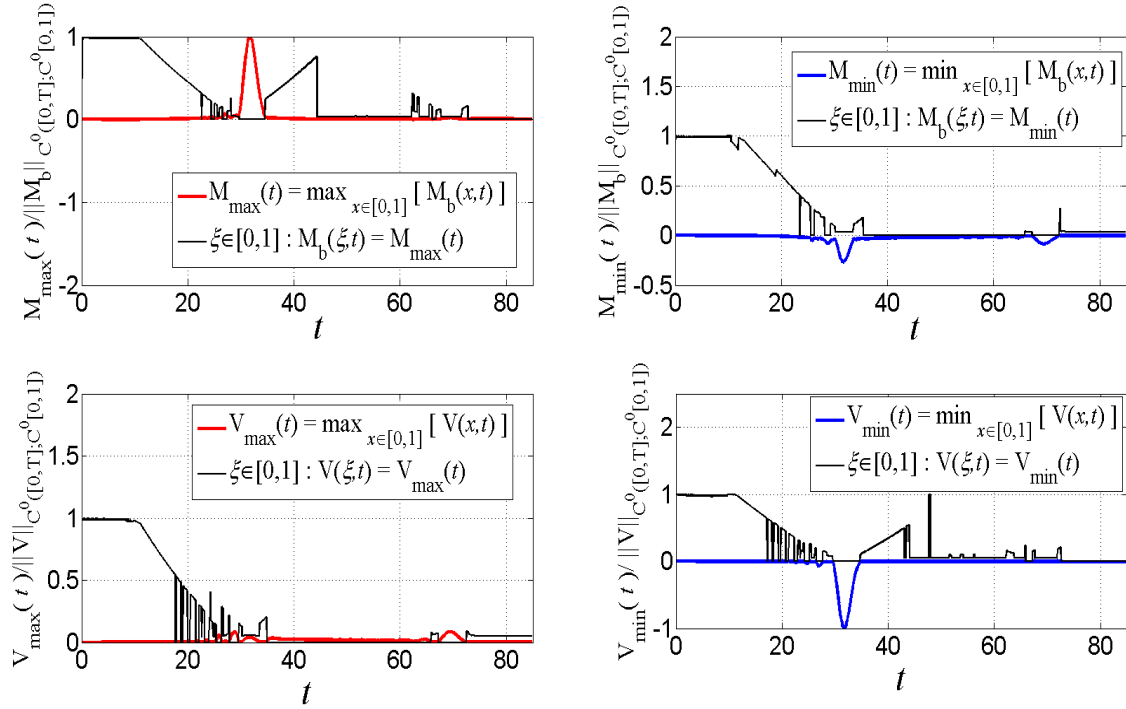 M_max(t)/||M_b||_C^0([0,T];C^0[0,1])
1
0
-1
-2
0 20 40 60 80
t
M_max(t) = max_x∈[0,1] [ M_b(x,t) ]
ξ∈[0,1] : M_b(ξ,t) = M_max(t)
M_min(t)/||M_b||_C^0([0,T];C^0[0,1])
2
1.5
1
0.5
0
-0.5
0 20 40 60 80
t
M_min(t) = min_x∈[0,1] [ M_b(x,t) ]
ξ∈[0,1] : M_b(ξ,t) = M_min(t)
V_max(t)/||V||_C^0([0,T];C^0[0,1])
2
1.5
1
0.5
0
0 20 40 60 80
t
V_max(t) = max_x∈[0,1] [ V(x,t) ]
ξ∈[0,1] : V(ξ,t) = V_max(t)
V_min(t)/||V||_C^0([0,T];C^0[0,1])
2
1
0
-1
0 20 40 60 80
t
V_min(t) = min_x∈[0,1] [ V(x,t) ]
ξ∈[0,1] : V(ξ,t) = V_min(t)